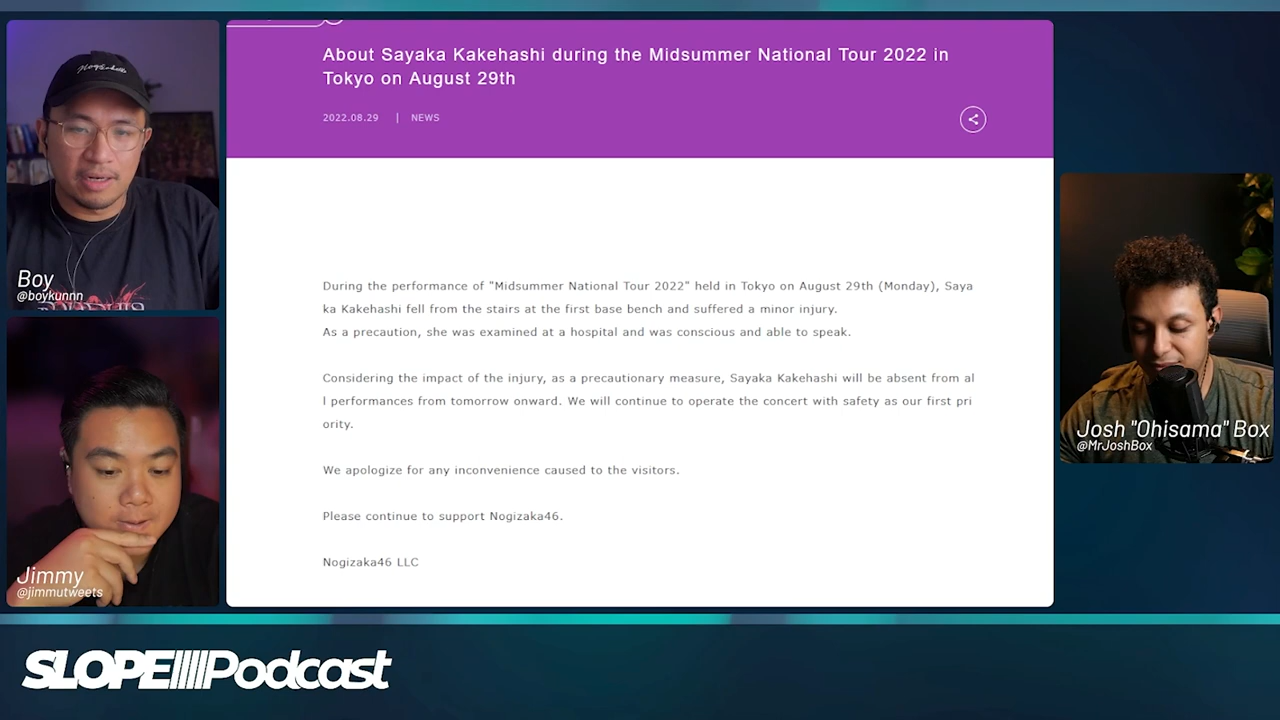 About Sayaka Kakehashi during the Midsummer National Tour 2022 in
Tokyo on August 29th
2022.08.29 | NEWS
During the performance of "Midsummer National Tour 2022" held in Tokyo on August 29th (Monday), Saya
ka Kakehashi fell from the stairs at the first base bench and suffered a minor injury.
As a precaution, she was examined at a hospital and was conscious and able to speak.
Considering the impact of the injury, as a precautionary measure, Sayaka Kakehashi will be absent from al
l performances from tomorrow onward. We will continue to operate the concert with safety as our first pri
ority.
We apologize for any inconvenience caused to the visitors.
Please continue to support Nogizaka46.
Nogizaka46 LLC
Boy
@boykunnn
Jimmy
@jimmutweets
Josh "Ohisama" Box
@MrJoshBox
SLOPE Podcast